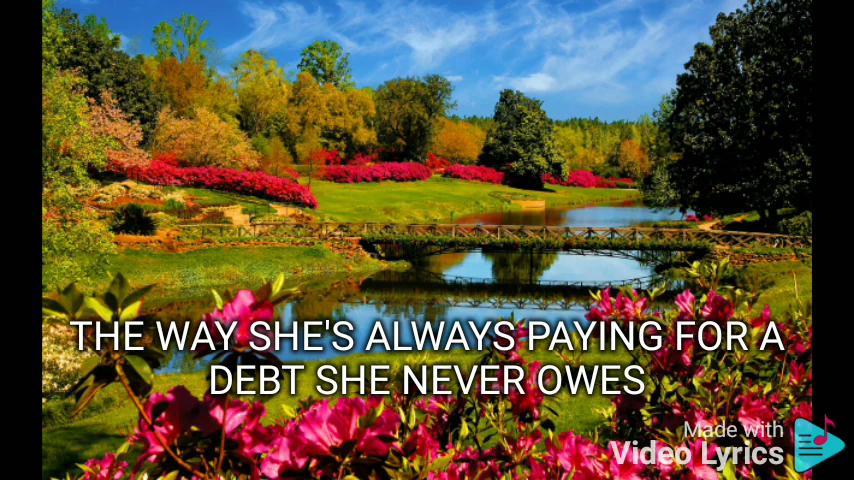 THE WAY SHE'S ALWAYS PAYING FOR A
DEBT SHE NEVER OWES
Made with
Video Lyrics